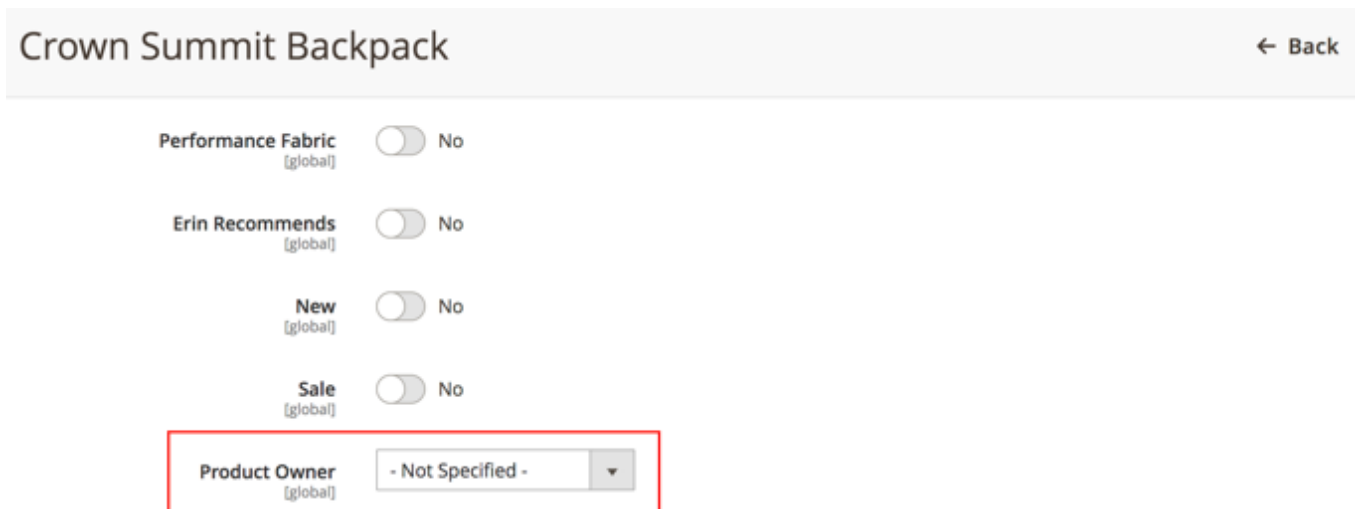 Crown Summit Backpack
← Back
Performance Fabric No
[global]
Erin Recommends No
[global]
New No
[global]
Sale No
[global]
Product Owner - Not Specified -
[global]